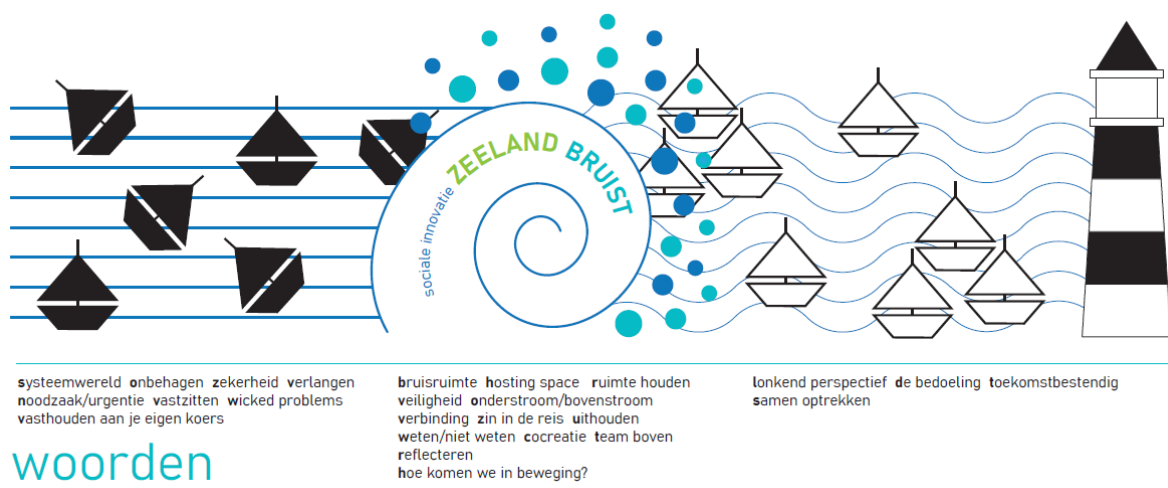 sociale innovatie ZEELAND BRUIST
systeemwereld onbehagen zekerheid verlangen
noodzaak/urgentie vastzitten wicked problems
vasthouden aan je eigen koers
bruisruimte hosting space ruimte houden
veiligheid onderstroom/bovenstroom
verbinding zin in de reis uithouden
weten/niet weten cocreatie team boven
reflecteren
hoe komen we in beweging?
lonkend perspectief de bedoeling toekomstbestendig
samen optrekken
woorden